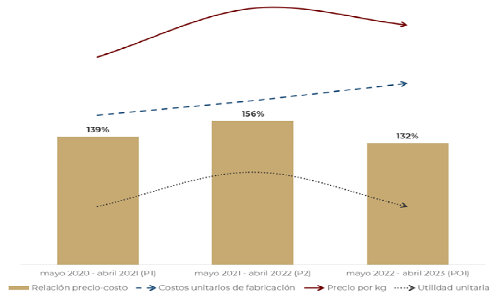 139%
156%
132%
mayo 2020 - abril 2021 (P1)
mayo 2021 - abril 2022 (P2)
mayo 2022 - abril 2023 (POI)
Relación precio-costo
Costos unitarios de fabricación
Precio por kg
Utilidad unitaria